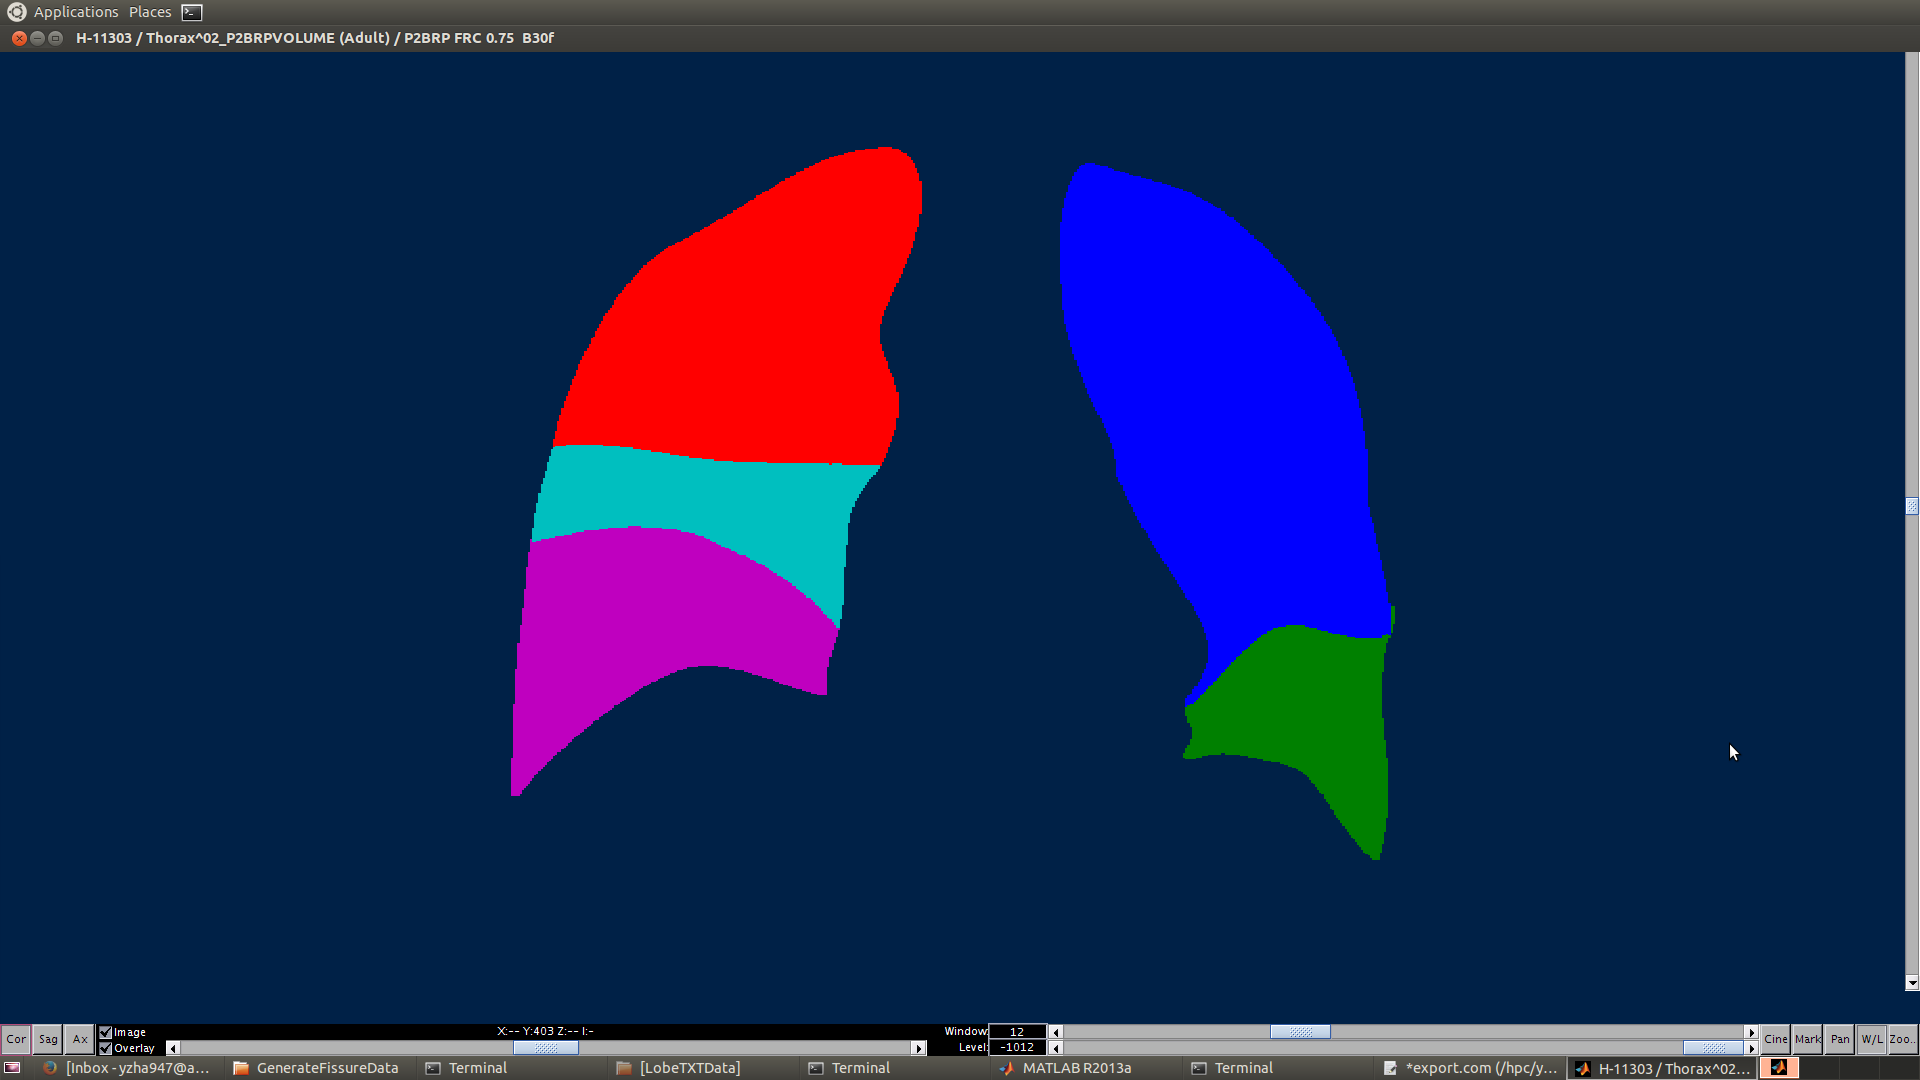 Applications Places
H-11303 / Thorax^02_P2BRPVOLUME (Adult) / P2BRP FRC 0.75 B30f
Cor Sag Ax
Image
Overlay
X:-- Y:403 Z:-- I:-
Window: 12
Level: -1012
Cine Mark Pan W/L Zoo..
[Inbox - yzha947@a... GenerateFissureData Terminal [LobeTXTData] Terminal MATLAB R2013a Terminal *export.com (/hpc/y... H-11303 / Thorax^02...